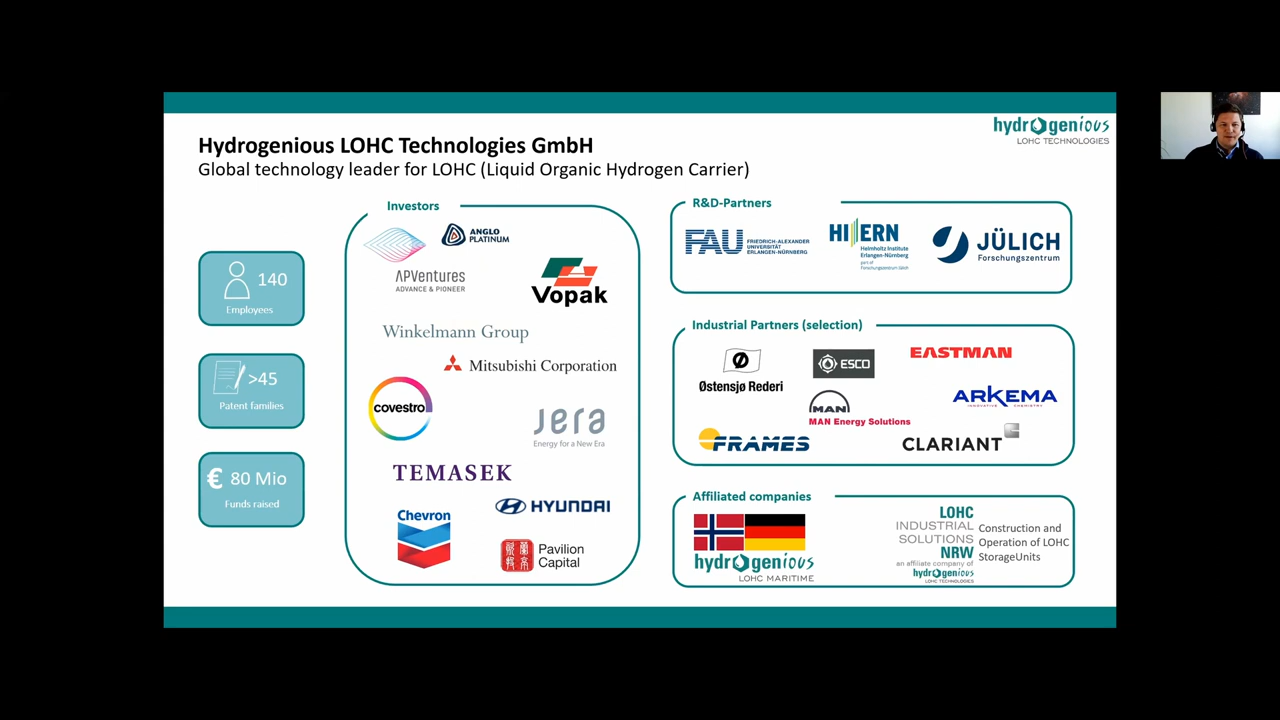 hydrogenious
LOHC TECHNOLOGIES
Hydrogenious LOHC Technologies GmbH
Global technology leader for LOHC (Liquid Organic Hydrogen Carrier)
140
Employees
>45
Patent families
€ 80 Mio
Funds raised
Investors
ANGLO
PLATINUM
APVentures
ADVANCE & PIONEER
Vopak
Winkelmann Group
Mitsubishi Corporation
covestro
Jera
Energy for a New Era
TEMASEK
HYUNDAI
Chevron
Pavilion
Capital
R&D-Partners
FAU
FRIEDRICH-ALEXANDER
UNIVERSITÄT
ERLANGEN-NÜRNBERG
HI ERN
Helmholtz Institute
Erlangen-Nürnberg
part of
Forschungszentrum Jülich
JÜLICH
Forschungszentrum
Industrial Partners (selection)
Østensjø Rederi
ESCO
EASTMAN
MAN
MAN Energy Solutions
ARKEMA
INNOVATIVE CHEMISTRY
FRAMES
CLARIANT
Affiliated companies
hydrogenious
LOHC MARITIME
LOHC
INDUSTRIAL
SOLUTIONS
NRW
an affiliate company of
hydrogenious
LOHC TECHNOLOGIES
Construction and
Operation of LOHC
StorageUnits